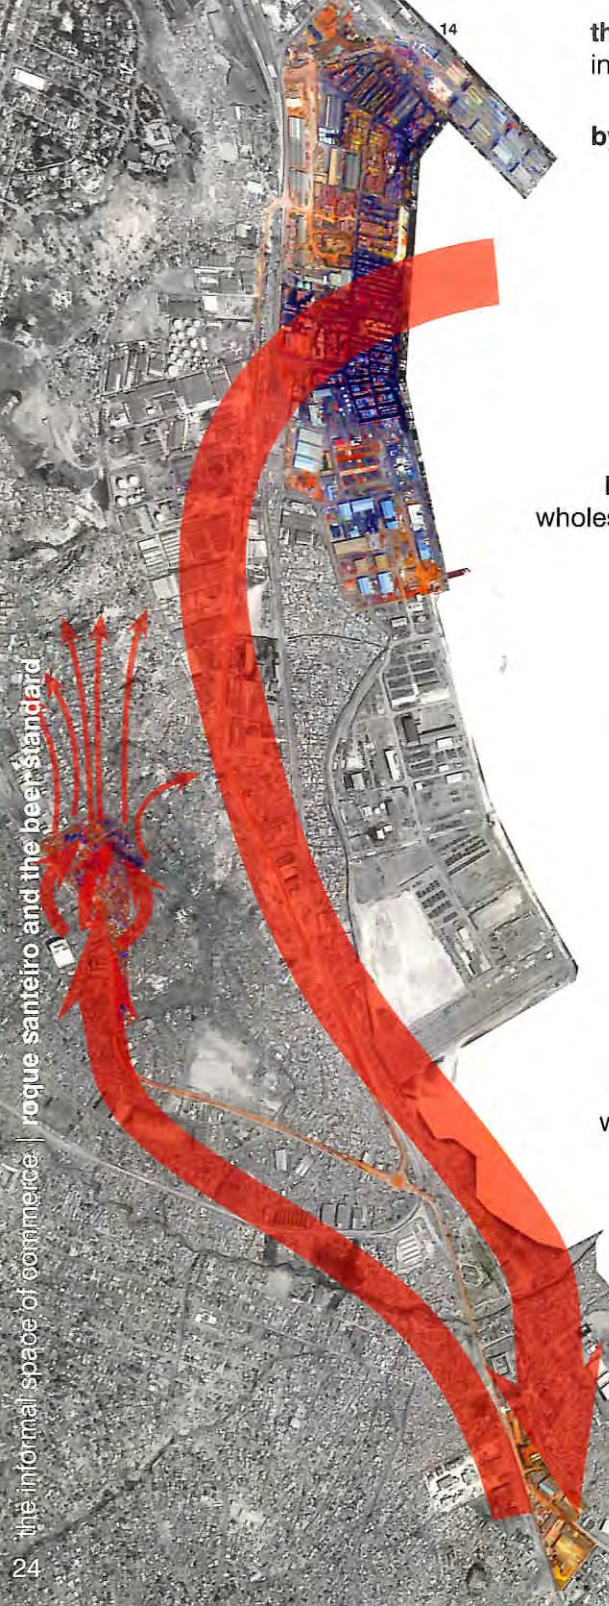 14
th
in
by
wholes
w
the informal space of commerce | roque santeiro and the beer standard
24